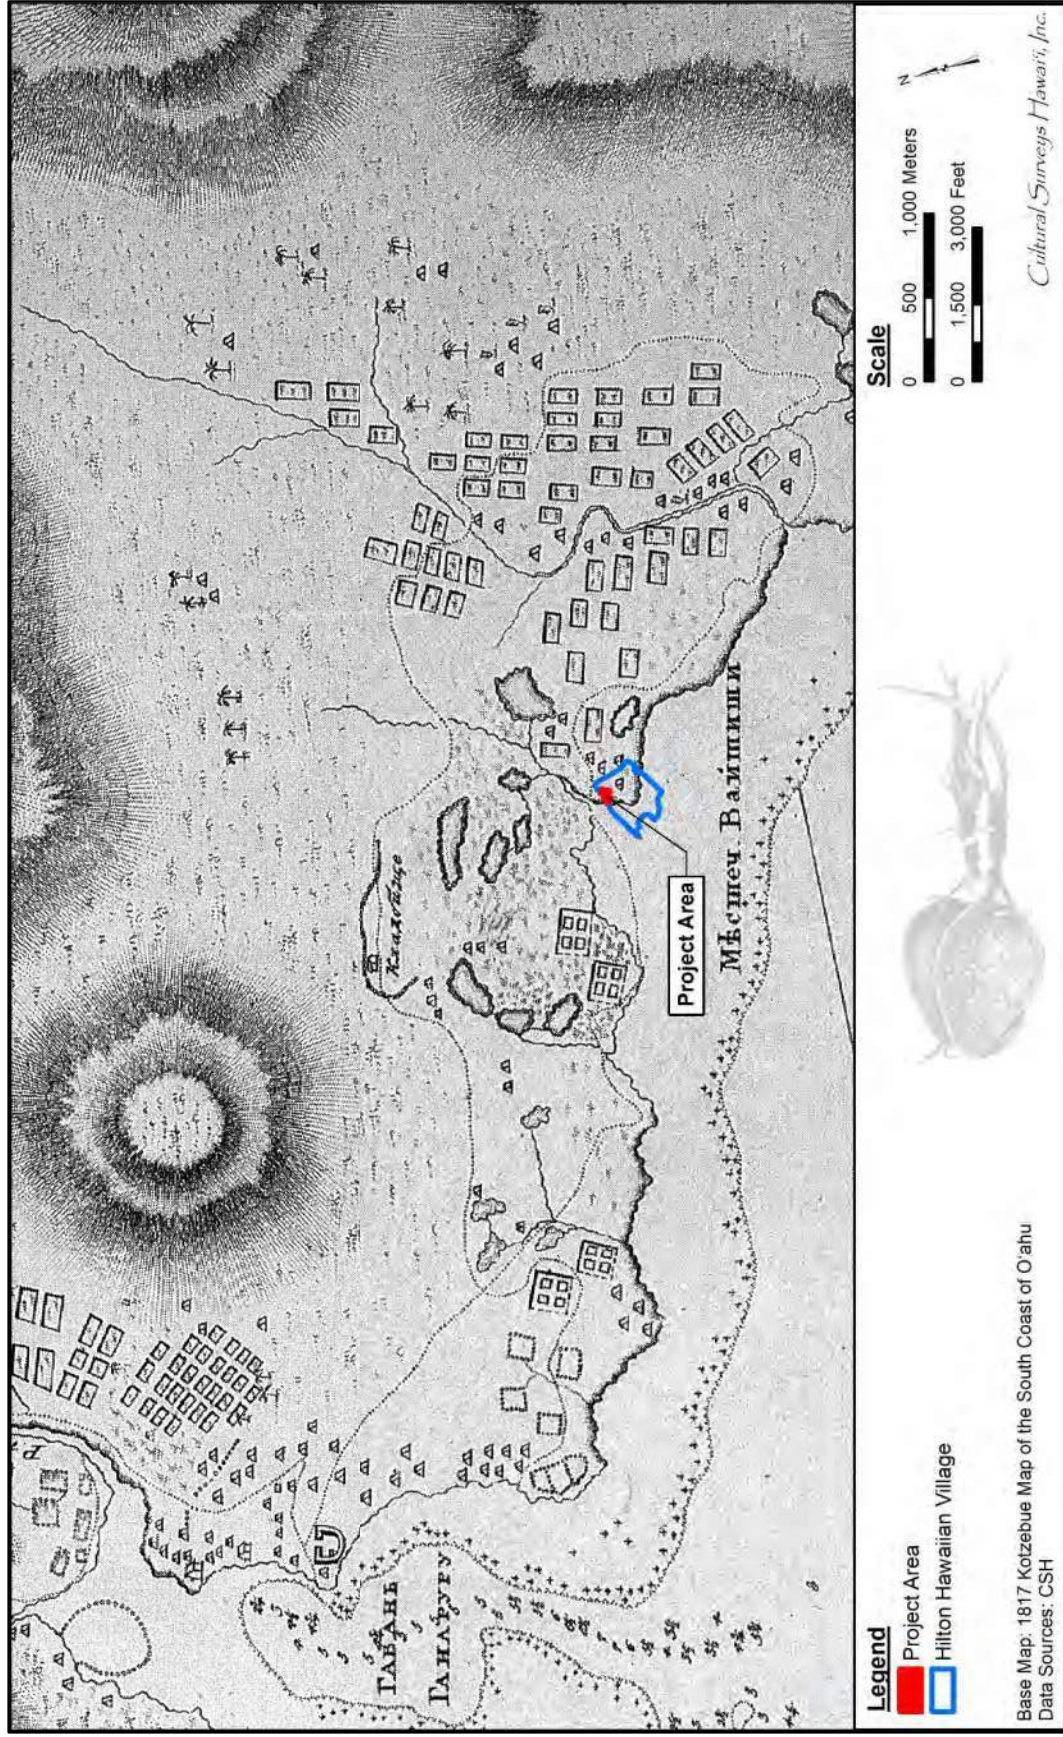 Кладбище
Project Area
Мѣстеч Ваитити
ГАВАНЬ
ГАНАРУРУ
Legend
Project Area
Hilton Hawaiian Village
Base Map: 1817 Kotzebue Map of the South Coast of O'ahu
Data Sources: CSH
Scale
0 500 1,000 Meters
0 1,500 3,000 Feet
N
Cultural Surveys Hawai'i, Inc.